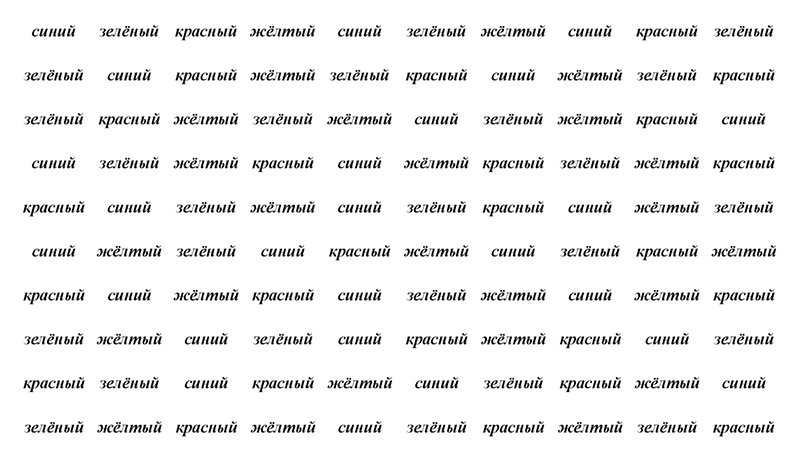 синий зелёный красный жёлтый синий зелёный жёлтый синий красный зелёный
зелёный синий красный жёлтый зелёный красный синий жёлтый зелёный красный
зелёный красный жёлтый зелёный жёлтый синий зелёный жёлтый красный синий
синий зелёный жёлтый красный синий жёлтый красный зелёный жёлтый красный
красный синий зелёный жёлтый синий зелёный красный синий жёлтый зелёный
синий жёлтый зелёный синий красный жёлтый синий зелёный красный жёлтый
красный синий жёлтый красный синий зелёный жёлтый синий жёлтый красный
зелёный жёлтый синий зелёный синий красный жёлтый красный синий зелёный
красный зелёный синий красный жёлтый синий зелёный красный жёлтый синий
зелёный жёлтый красный жёлтый синий зелёный красный жёлтый зелёный красный